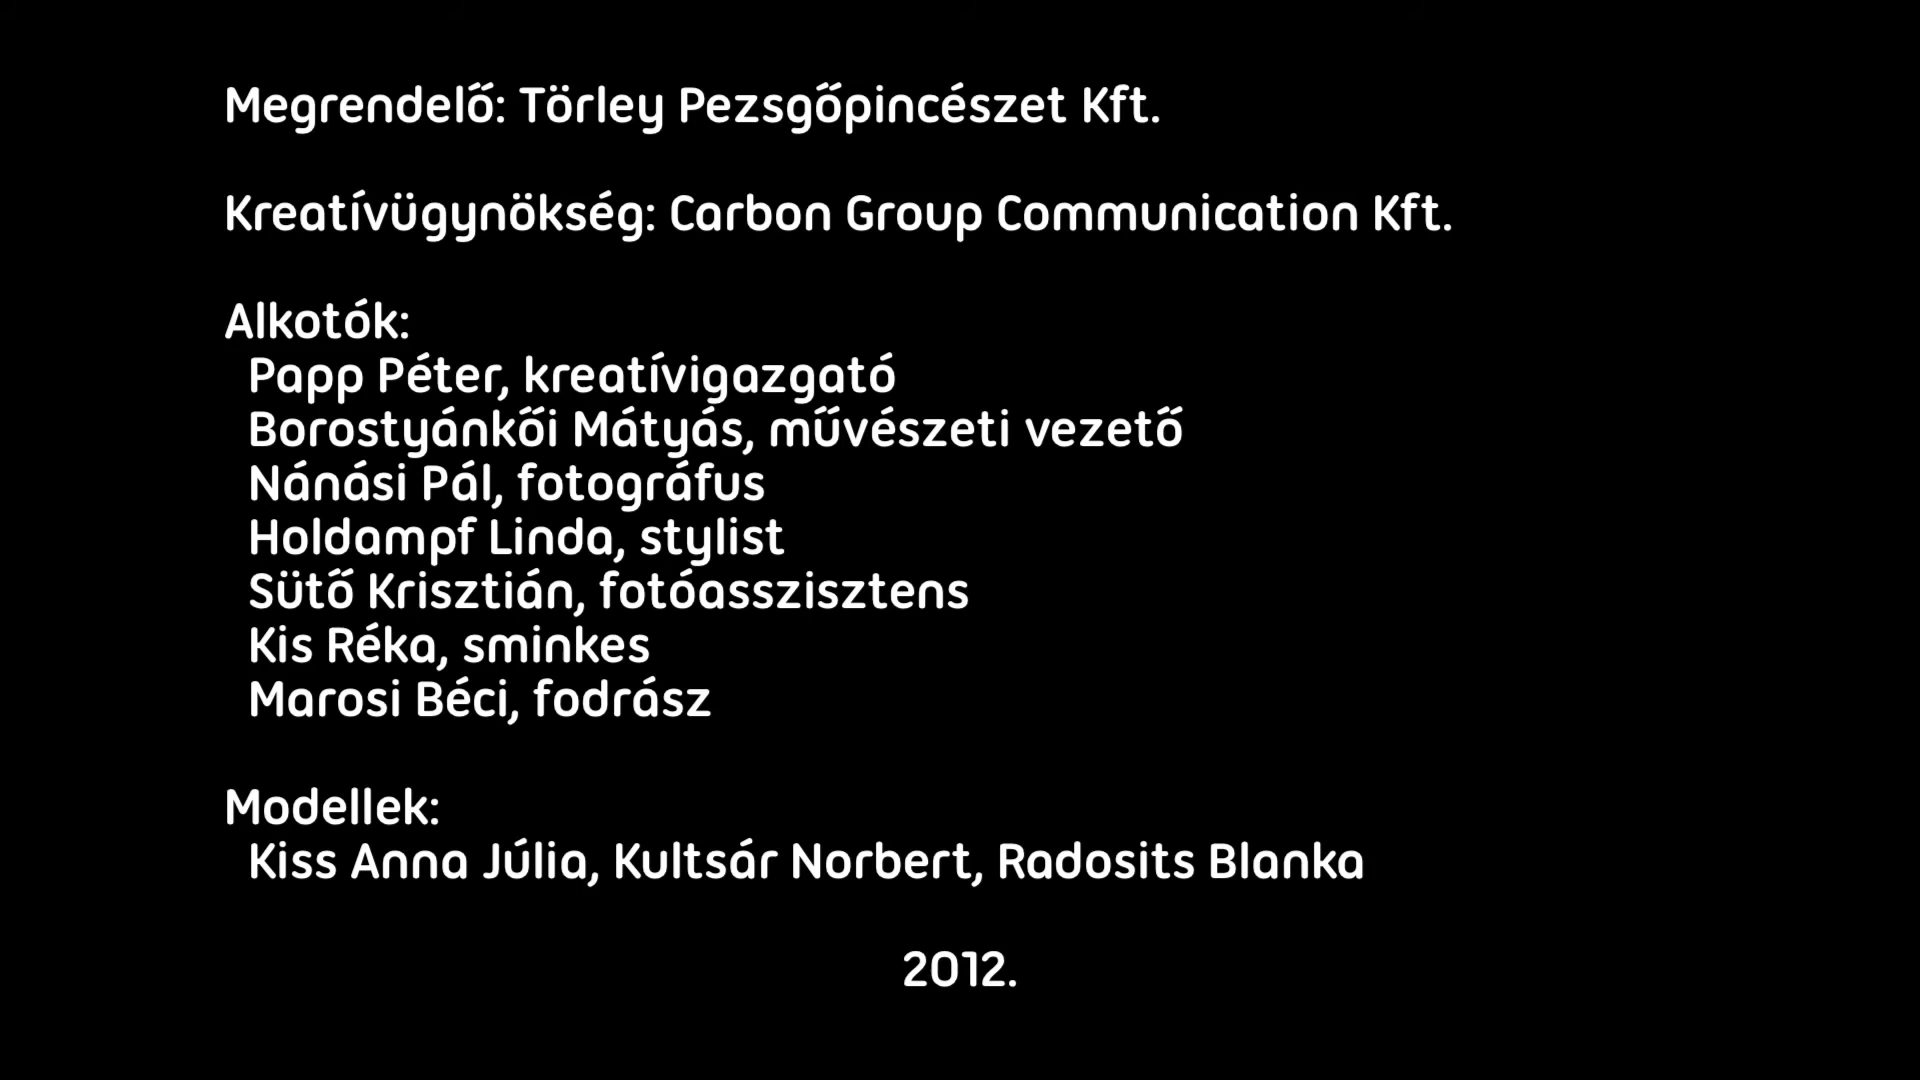 Megrendelő: Törley Pezsgőpincészet Kft.
Kreatívügynökség: Carbon Group Communication Kft.
Alkotók:
Papp Péter, kreatívigazgató
Borostyánkői Mátyás, művészeti vezető
Nánási Pál, fotográfus
Holdampf Linda, stylist
Sütő Krisztián, fotóasszisztens
Kis Réka, sminkes
Marosi Béci, fodrász
Modellek:
Kiss Anna Júlia, Kultsár Norbert, Radosits Blanka
2012.